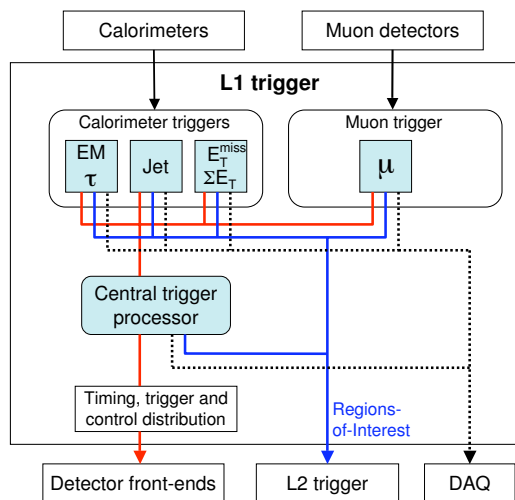 Calorimeters
Muon detectors
L1 trigger
Calorimeter triggers
Muon trigger
EM
τ
Jet
E_T^miss
ΣE_T
μ
Central trigger
processor
Timing, trigger and
control distribution
Regions-
of-Interest
Detector front-ends
L2 trigger
DAQ